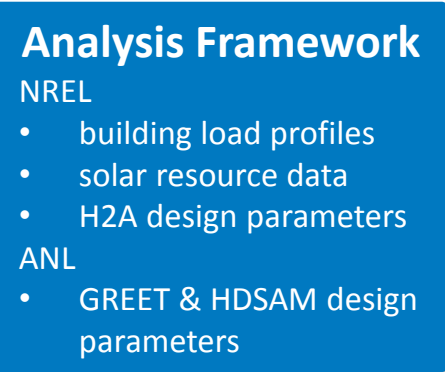 Analysis Framework
NREL
• building load profiles
• solar resource data
• H2A design parameters
ANL
• GREET & HDSAM design
parameters